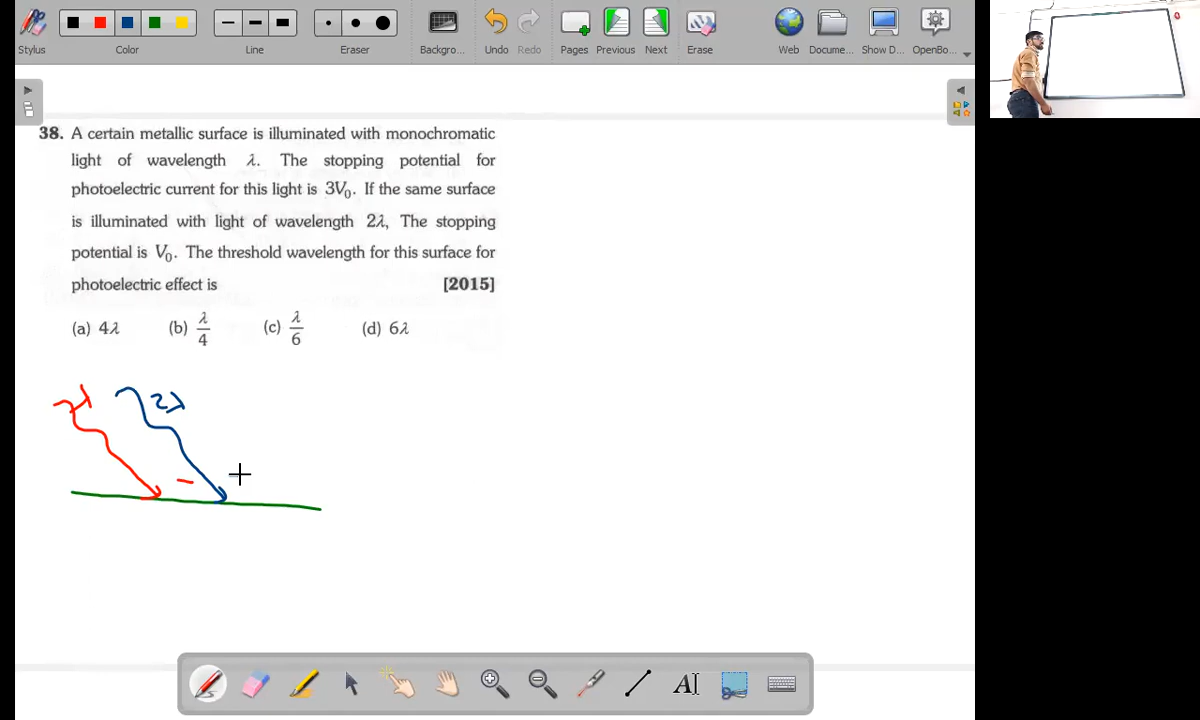 Stylus Color Line Eraser Backgro... Undo Redo Pages Previous Next Erase Web Docume... Show D... OpenBo...
38. A certain metallic surface is illuminated with monochromatic
light of wavelength λ. The stopping potential for
photoelectric current for this light is 3V₀. If the same surface
is illuminated with light of wavelength 2λ, The stopping
potential is V₀. The threshold wavelength for this surface for
photoelectric effect is [2015]
(a) 4λ (b) λ/4 (c) λ/6 (d) 6λ
λ 2λ
AI